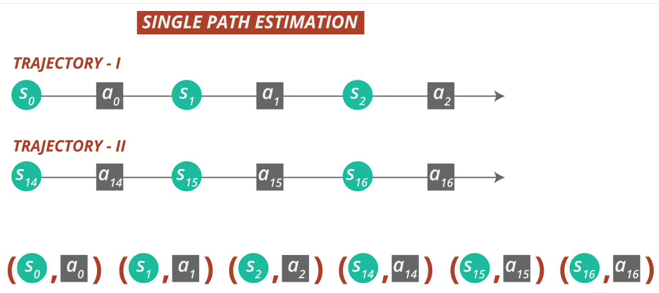 SINGLE PATH ESTIMATION
TRAJECTORY - I
s₀ a₀ s₁ a₁ s₂ a₂
TRAJECTORY - II
s₁₄ a₁₄ s₁₅ a₁₅ s₁₆ a₁₆
(s₀,a₀) (s₁,a₁) (s₂,a₂) (s₁₄,a₁₄) (s₁₅,a₁₅) (s₁₆,a₁₆)